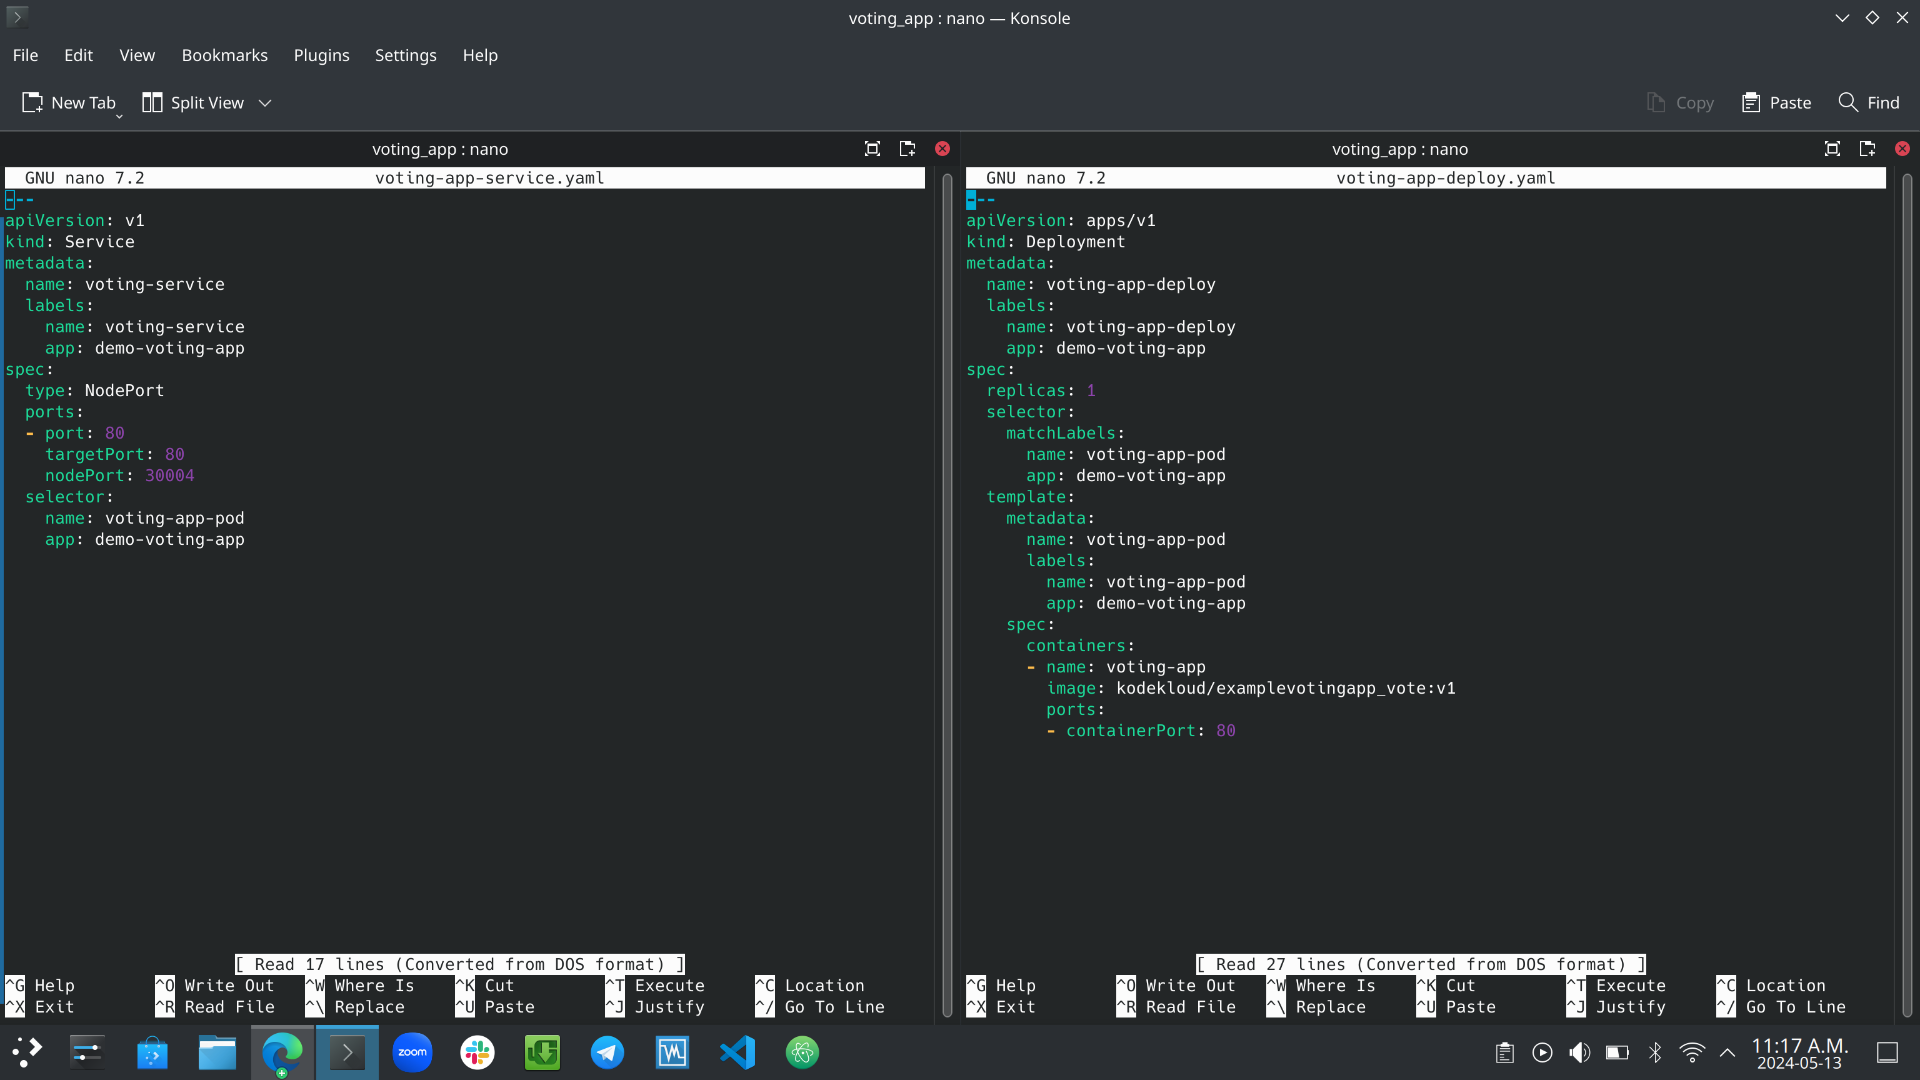 voting_app : nano — Konsole
File Edit View Bookmarks Plugins Settings Help
New Tab Split View Copy Paste Find
voting_app : nano
GNU nano 7.2 voting-app-service.yaml
---
apiVersion: v1
kind: Service
metadata:
  name: voting-service
  labels:
    name: voting-service
    app: demo-voting-app
spec:
  type: NodePort
  ports:
  - port: 80
    targetPort: 80
    nodePort: 30004
  selector:
    name: voting-app-pod
    app: demo-voting-app
[ Read 17 lines (Converted from DOS format) ]
^G Help ^O Write Out ^W Where Is ^K Cut ^T Execute ^C Location
^X Exit ^R Read File ^\ Replace ^U Paste ^J Justify ^/ Go To Line
voting_app : nano
GNU nano 7.2 voting-app-deploy.yaml
---
apiVersion: apps/v1
kind: Deployment
metadata:
  name: voting-app-deploy
  labels:
    name: voting-app-deploy
    app: demo-voting-app
spec:
  replicas: 1
  selector:
    matchLabels:
      name: voting-app-pod
      app: demo-voting-app
  template:
    metadata:
      name: voting-app-pod
      labels:
        name: voting-app-pod
        app: demo-voting-app
    spec:
      containers:
      - name: voting-app
        image: kodekloud/examplevotingapp_vote:v1
        ports:
        - containerPort: 80
[ Read 27 lines (Converted from DOS format) ]
^G Help ^O Write Out ^W Where Is ^K Cut ^T Execute ^C Location
^X Exit ^R Read File ^\ Replace ^U Paste ^J Justify ^/ Go To Line
zoom
11:17 A.M.
2024-05-13